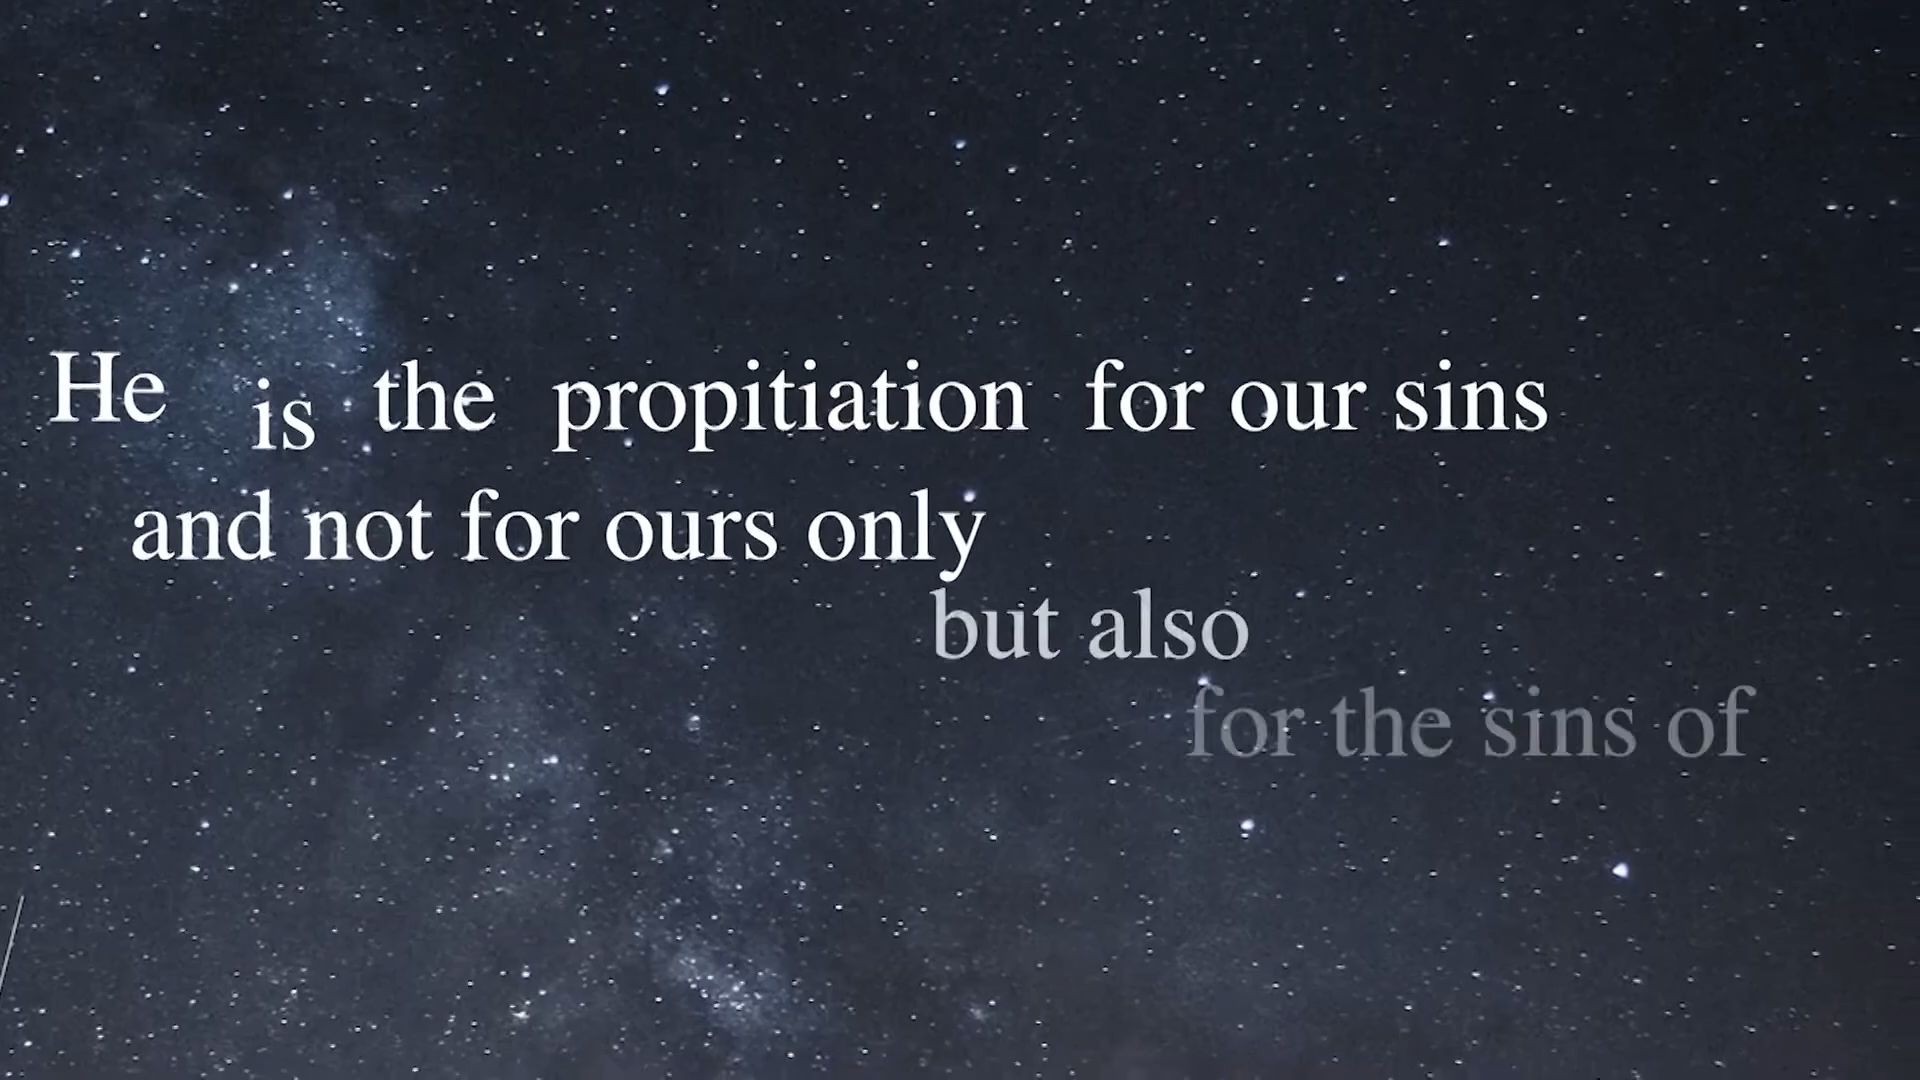 He is the propitiation for our sins
and not for ours only
but also
for the sins of